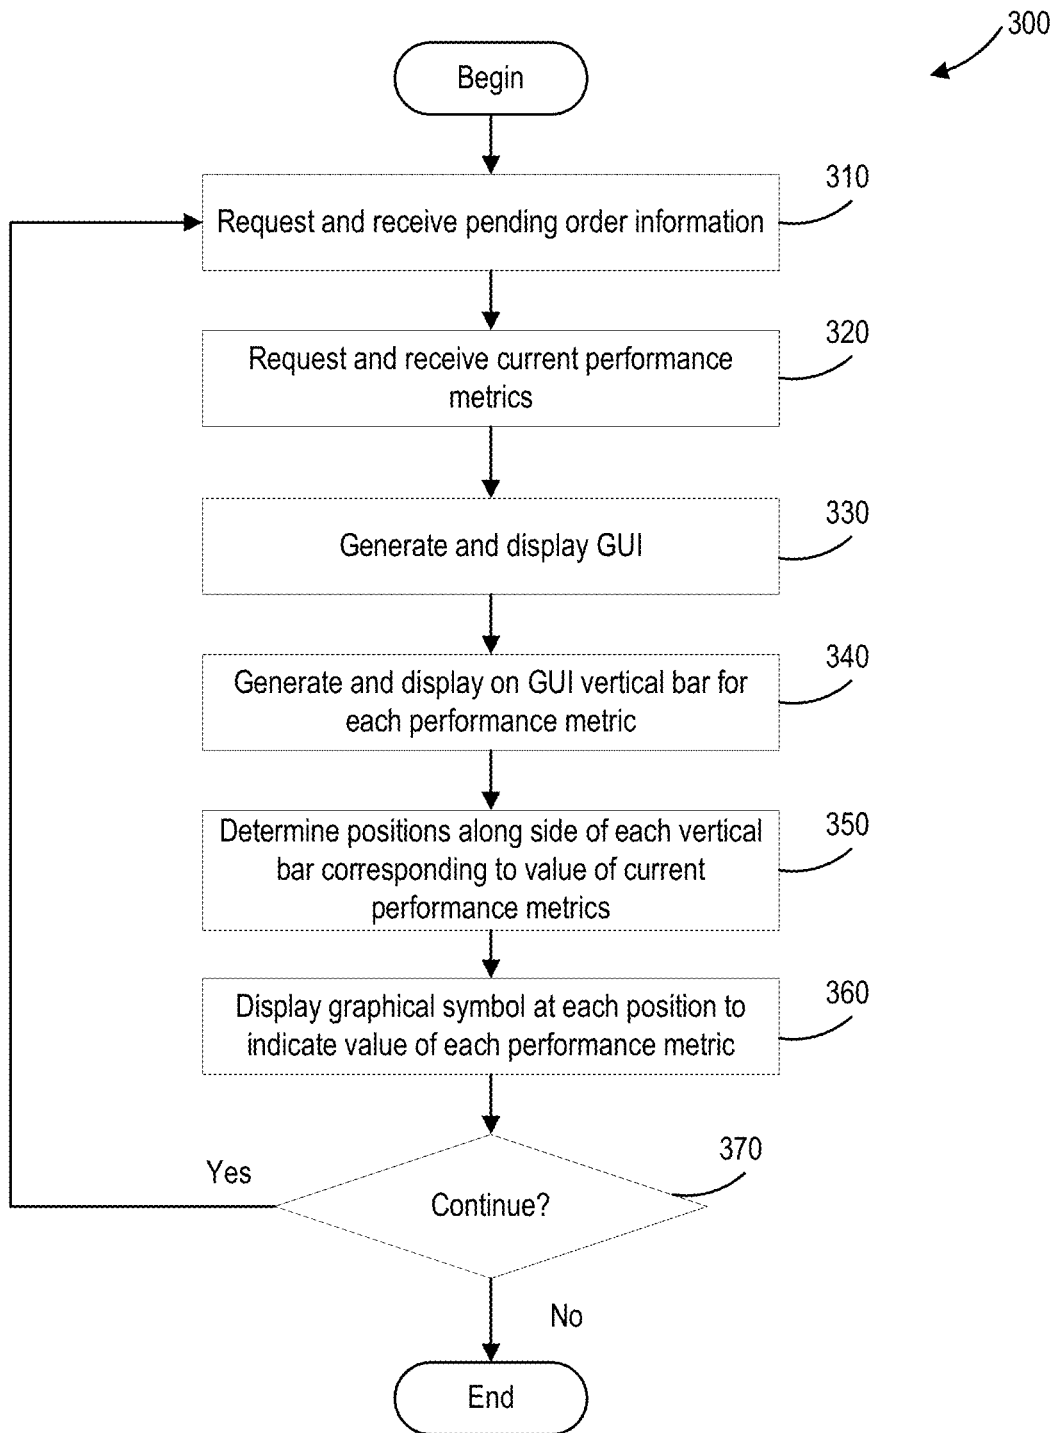 300
Begin
310
Request and receive pending order information
320
Request and receive current performance
metrics
330
Generate and display GUI
340
Generate and display on GUI vertical bar for
each performance metric
350
Determine positions along side of each vertical
bar corresponding to value of current
performance metrics
360
Display graphical symbol at each position to
indicate value of each performance metric
370
Yes
Continue?
No
End